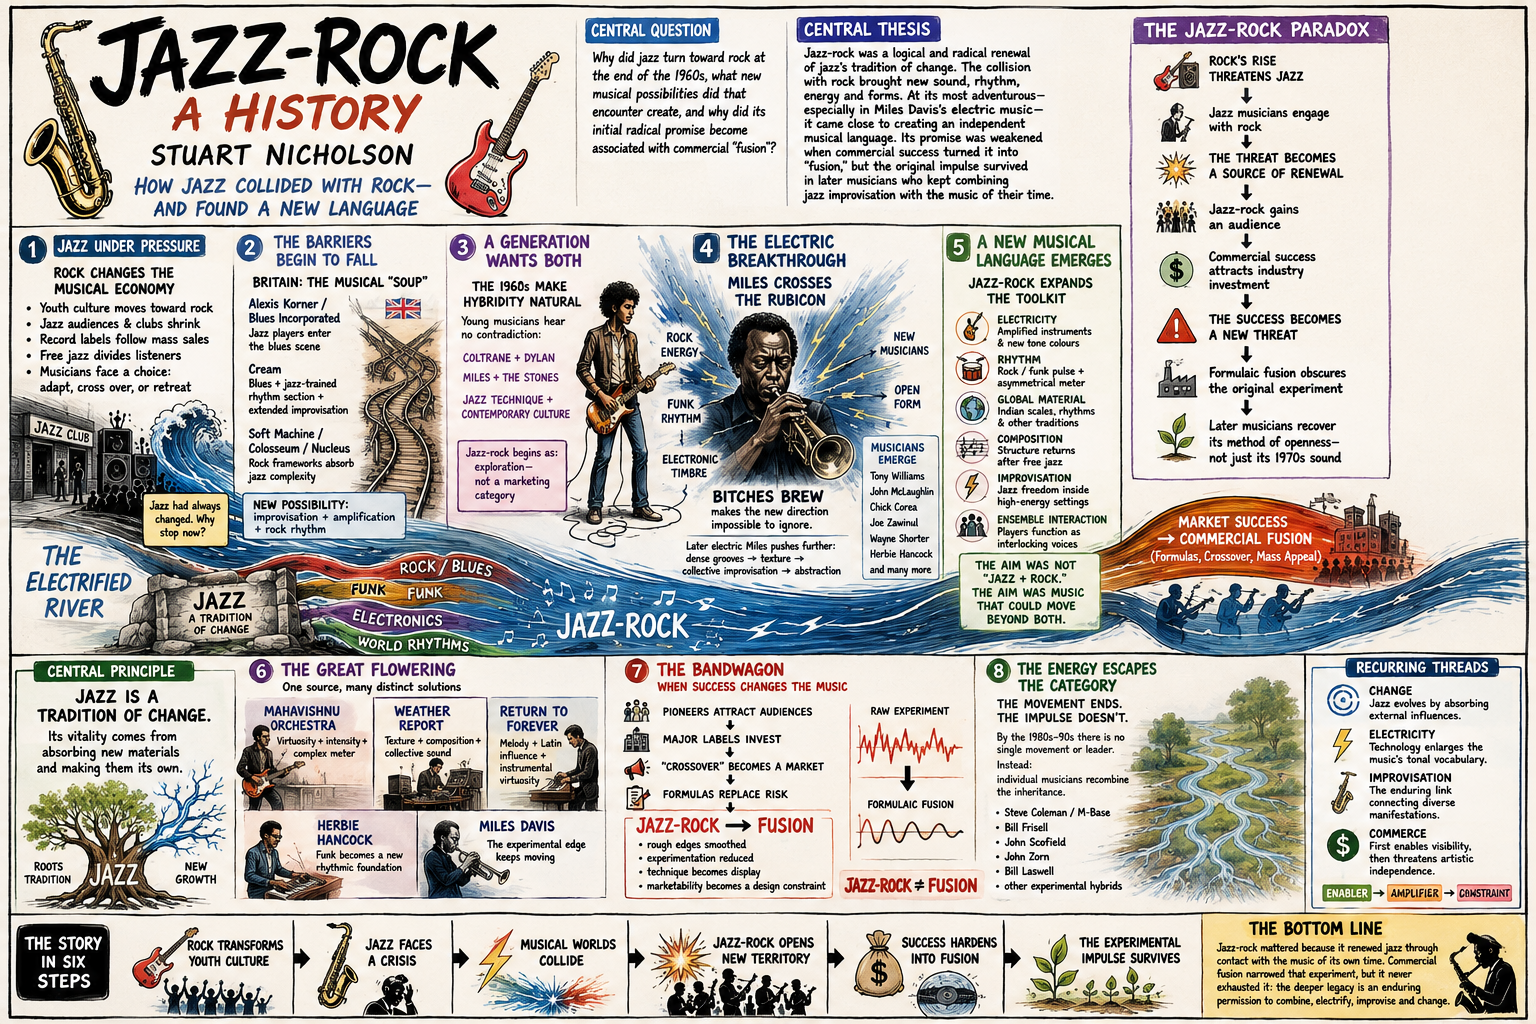 JAZZ-ROCK
A HISTORY
STUART NICHOLSON
HOW JAZZ COLLIDED WITH ROCK—
AND FOUND A NEW LANGUAGE
CENTRAL QUESTION
Why did jazz turn toward rock at
the end of the 1960s, what new
musical possibilities did that
encounter create, and why did its
initial radical promise become
associated with commercial “fusion”?
CENTRAL THESIS
Jazz-rock was a logical and radical renewal
of jazz's tradition of change. The collision
with rock brought new sound, rhythm,
energy and forms. At its most adventurous—
especially in Miles Davis's electric music—
it came close to creating an independent
musical language. Its promise was weakened
when commercial success turned it into
“fusion,” but the original impulse survived
in later musicians who kept combining
jazz improvisation with the music of their time.
THE JAZZ-ROCK PARADOX
ROCK'S RISE
THREATENS JAZZ
Jazz musicians engage
with rock
THE THREAT BECOMES
A SOURCE OF RENEWAL
Jazz-rock gains
an audience
$
Commercial success
attracts industry
investment
!
THE SUCCESS BECOMES
A NEW THREAT
Formulaic fusion obscures
the original experiment
Later musicians recover
its method of openness—
not just its 1970s sound
1 JAZZ UNDER PRESSURE
ROCK CHANGES THE
MUSICAL ECONOMY
• Youth culture moves toward rock
• Jazz audiences & clubs shrink
• Record labels follow mass sales
• Free jazz divides listeners
• Musicians face a choice:
adapt, cross over, or retreat
JAZZ CLUB
Jazz had always
changed. Why
stop now?
2 THE BARRIERS
BEGIN TO FALL
BRITAIN: THE MUSICAL “SOUP”
Alexis Korner /
Blues Incorporated
Jazz players enter
the blues scene
Cream
Blues + jazz-trained
rhythm section +
extended improvisation
Soft Machine /
Colosseum / Nucleus
Rock frameworks absorb
jazz complexity
NEW POSSIBILITY:
improvisation + amplification
+ rock rhythm
3 A GENERATION
WANTS BOTH
THE 1960s MAKE
HYBRIDITY NATURAL
Young musicians hear
no contradiction:
COLTRANE + DYLAN
MILES + THE STONES
JAZZ TECHNIQUE +
CONTEMPORARY CULTURE
Jazz-rock begins as:
exploration—
not a marketing
category
4 THE ELECTRIC
BREAKTHROUGH
MILES CROSSES
THE RUBICON
ROCK
ENERGY
FUNK
RHYTHM
ELECTRONIC
TIMBRE
NEW
MUSICIANS
OPEN
FORM
BITCHES BREW
makes the new direction
impossible to ignore.
Later electric Miles pushes further:
dense grooves → texture →
collective improvisation → abstraction
MUSICIANS
EMERGE
Tony Williams
John McLaughlin
Chick Corea
Joe Zawinul
Wayne Shorter
Herbie Hancock
and many more
5 A NEW MUSICAL
LANGUAGE EMERGES
JAZZ-ROCK EXPANDS
THE TOOLKIT
ELECTRICITY
Amplified instruments
& new tone colours
RHYTHM
Rock / funk pulse +
asymmetrical meter
GLOBAL MATERIAL
Indian scales, rhythms
& other traditions
COMPOSITION
Structure returns
after free jazz
IMPROVISATION
Jazz freedom inside
high-energy settings
ENSEMBLE INTERACTION
Players function as
interlocking voices
THE AIM WAS NOT
“JAZZ + ROCK.”
THE AIM WAS MUSIC
THAT COULD MOVE
BEYOND BOTH.
THE
ELECTRIFIED
RIVER
JAZZ
A TRADITION
OF CHANGE
ROCK / BLUES
FUNK FUNK
ELECTRONICS
WORLD RHYTHMS
JAZZ-ROCK
MARKET SUCCESS
→ COMMERCIAL FUSION
(Formulas, Crossover, Mass Appeal)
CENTRAL PRINCIPLE
JAZZ IS A
TRADITION OF CHANGE.
Its vitality comes from
absorbing new materials
and making them its own.
ROOTS
TRADITION
JAZZ
NEW
GROWTH
6 THE GREAT FLOWERING
One source, many distinct solutions
MAHAVISHNU
ORCHESTRA
Virtuosity + intensity +
complex meter
WEATHER
REPORT
Texture + composition +
collective sound
RETURN TO
FOREVER
Melody + Latin
influence +
instrumental
virtuosity
HERBIE
HANCOCK
Funk becomes a new
rhythmic foundation
MILES DAVIS
The experimental edge
keeps moving
7 THE BANDWAGON
WHEN SUCCESS CHANGES THE MUSIC
PIONEERS ATTRACT AUDIENCES
MAJOR LABELS INVEST
“CROSSOVER” BECOMES A MARKET
FORMULAS REPLACE RISK
JAZZ-ROCK → FUSION
• rough edges smoothed
• experimentation reduced
• technique becomes display
• marketability becomes a design constraint
RAW EXPERIMENT
FORMULAIC FUSION
JAZZ-ROCK ≠ FUSION
8 THE ENERGY ESCAPES
THE CATEGORY
THE MOVEMENT ENDS.
THE IMPULSE DOESN'T.
By the 1980s–90s there is no
single movement or leader.
Instead:
individual musicians recombine
the inheritance.
• Steve Coleman / M-Base
• Bill Frisell
• John Scofield
• John Zorn
• Bill Laswell
• other experimental hybrids
RECURRING THREADS
CHANGE
Jazz evolves by absorbing
external influences.
ELECTRICITY
Technology enlarges the
music's tonal vocabulary.
IMPROVISATION
The enduring link
connecting diverse
manifestations.
$
COMMERCE
First enables visibility,
then threatens artistic
independence.
ENABLER → AMPLIFIER → CONSTRAINT
THE STORY
IN SIX
STEPS
ROCK TRANSFORMS
YOUTH CULTURE
JAZZ FACES
A CRISIS
MUSICAL WORLDS
COLLIDE
JAZZ-ROCK OPENS
NEW TERRITORY
$
SUCCESS HARDENS
INTO FUSION
THE EXPERIMENTAL
IMPULSE SURVIVES
THE BOTTOM LINE
Jazz-rock mattered because it renewed jazz through
contact with the music of its own time. Commercial
fusion narrowed that experiment, but it never
exhausted it: the deeper legacy is an enduring
permission to combine, electrify, improvise and change.